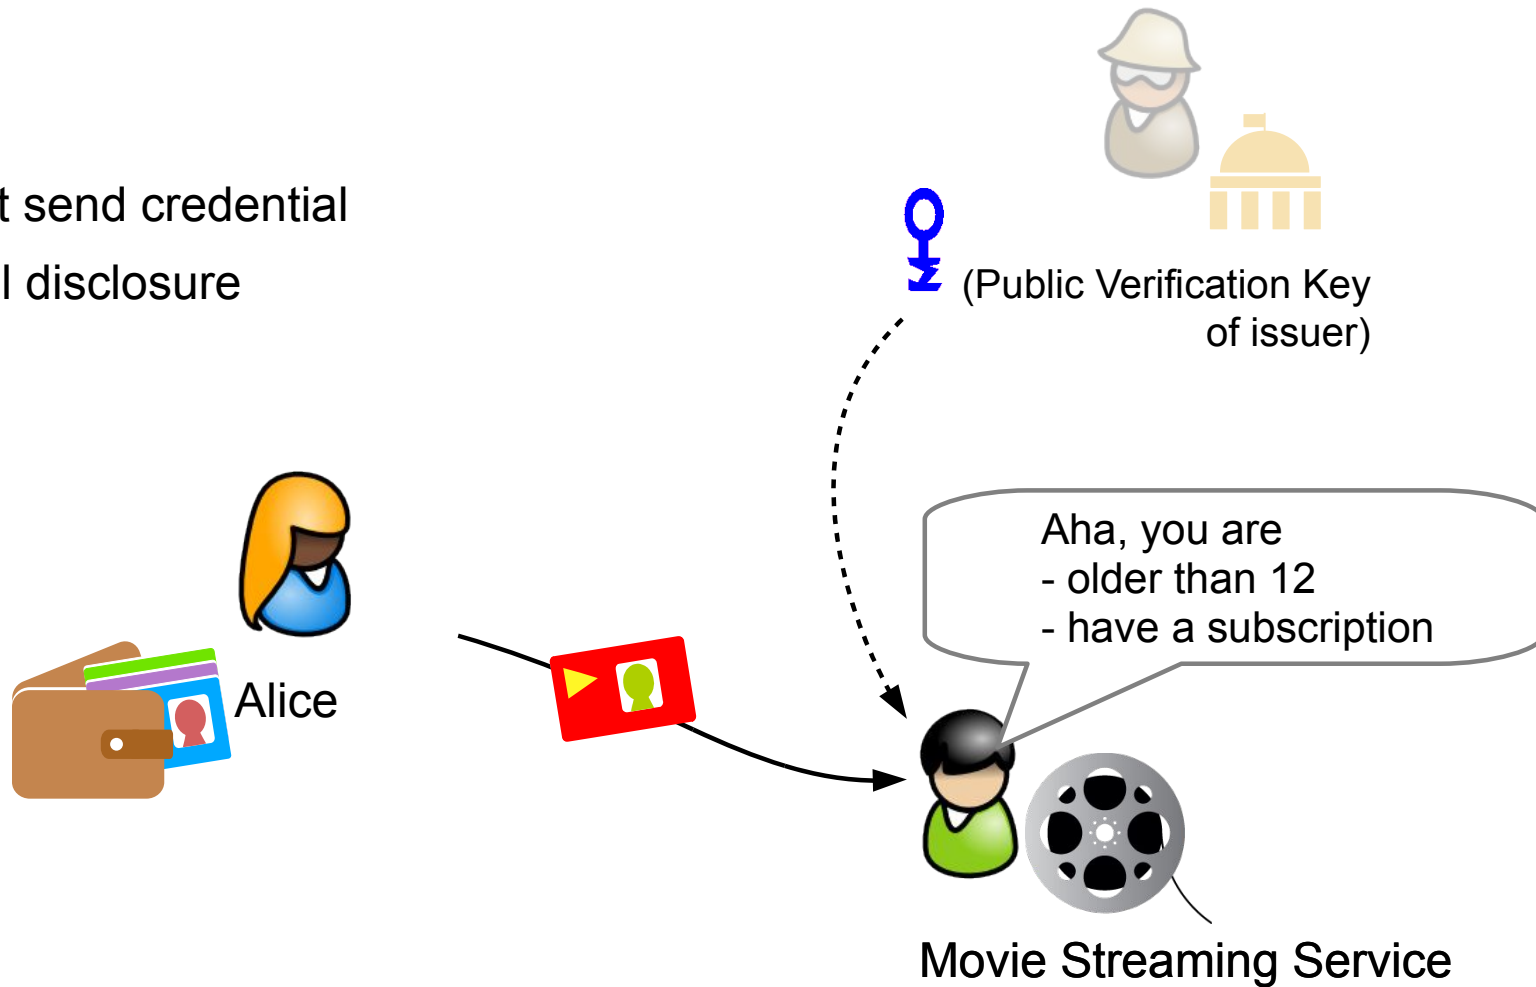 t send credential
l disclosure
(Public Verification Key
of issuer)
Aha, you are
- older than 12
- have a subscription
Alice
Movie Streaming Service